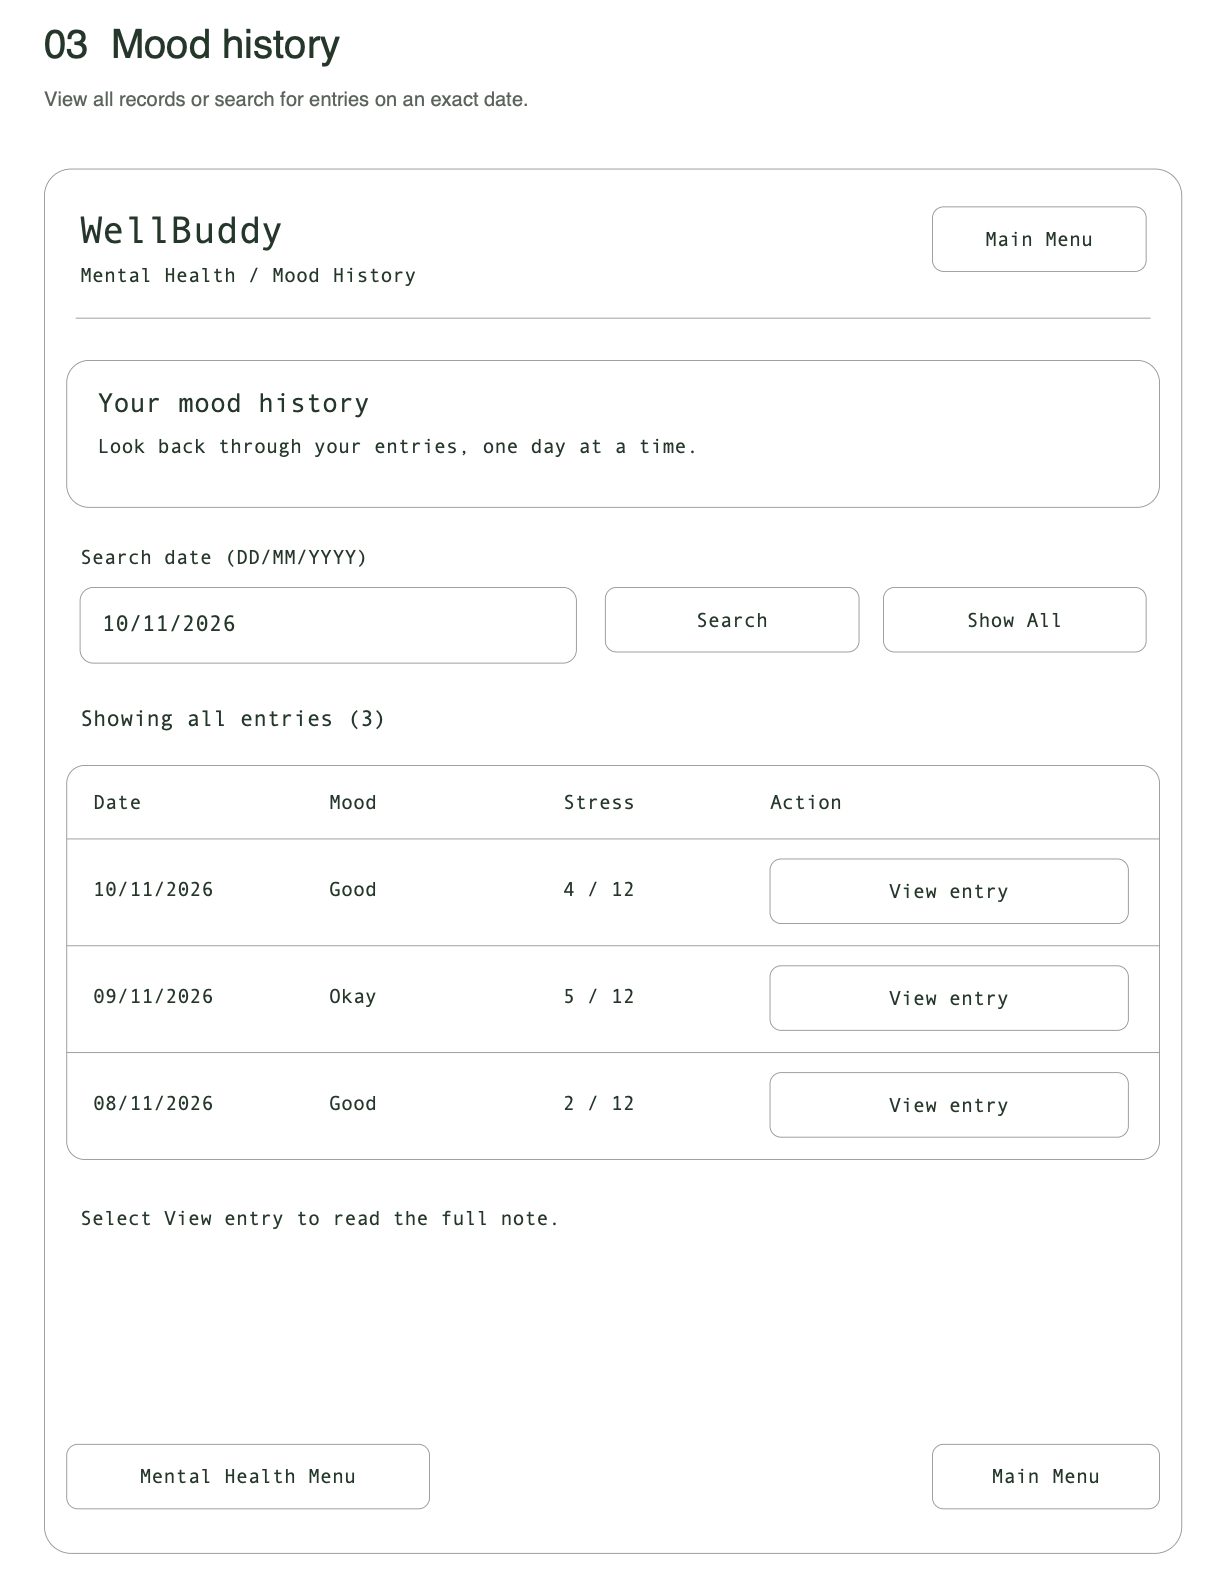 03 Mood history
View all records or search for entries on an exact date.
WellBuddy
Main Menu
Mental Health / Mood History
Your mood history
Look back through your entries, one day at a time.
Search date (DD/MM/YYYY)
10/11/2026
Search
Show All
Showing all entries (3)
Date Mood Stress Action
10/11/2026 Good 4 / 12 View entry
09/11/2026 Okay 5 / 12 View entry
08/11/2026 Good 2 / 12 View entry
Select View entry to read the full note.
Mental Health Menu
Main Menu